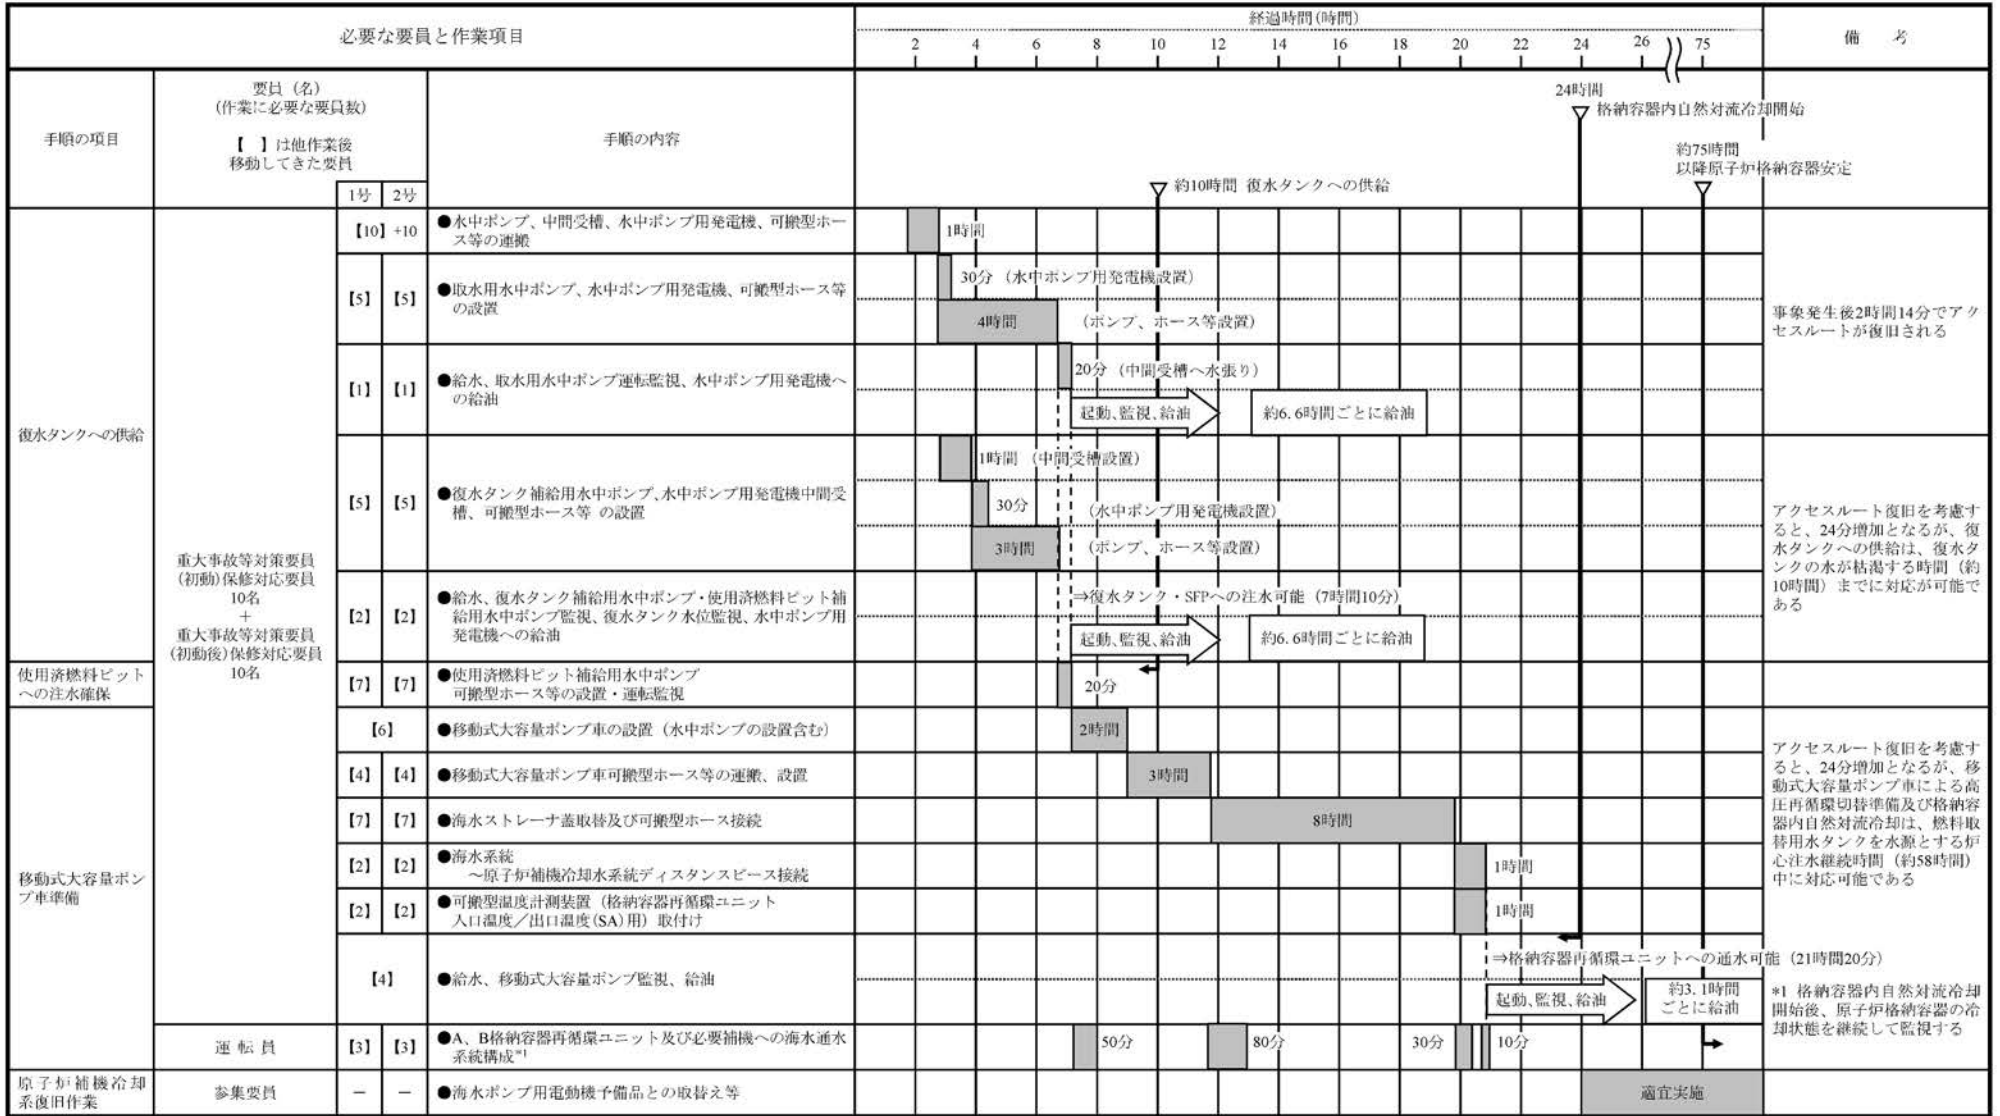 必要な要員と作業項目
経過時間(時間)
2 4 6 8 10 12 14 16 18 20 22 24 26 75
備 考
手順の項目
要員(名)
(作業に必要な要員数)
【 】は他作業後
移動してきた要員
1号 2号
手順の内容
24時間
格納容器内自然対流冷却開始
約75時間
以降原子炉格納容器安定
約10時間 復水タンクへの供給
復水タンクへの供給
重大事故等対策要員
(初動)保修対応要員
10名
+
重大事故等対策要員
(初動後)保修対応要員
10名
【10】+10
●水中ポンプ、中間受槽、水中ポンプ用発電機、可搬型ホー
ス等の運搬
1時間
【5】 【5】
●取水用水中ポンプ、水中ポンプ用発電機、可搬型ホース等
の設置
30分(水中ポンプ用発電機設置)
4時間 (ポンプ、ホース等設置)
事象発生後2時間14分でアク
セスルートが復旧される
【1】 【1】
●給水、取水用水中ポンプ運転監視、水中ポンプ用発電機へ
の給油
20分(中間受槽へ水張り)
起動、監視、給油 約6.6時間ごとに給油
【5】 【5】
●復水タンク補給用水中ポンプ、水中ポンプ用発電機中間受
槽、可搬型ホース等 の設置
1時間(中間受槽設置)
30分 (水中ポンプ用発電機設置)
3時間 (ポンプ、ホース等設置)
アクセスルート復旧を考慮す
ると、24分増加となるが、復
水タンクへの供給は、復水タ
ンクの水が枯渇する時間(約
10時間)までに対応が可能で
ある
【2】 【2】
●給水、復水タンク補給用水中ポンプ・使用済燃料ピット補
給用水中ポンプ監視、復水タンク水位監視、水中ポンプ用
発電機への給油
⇒復水タンク・SFPへの注水可能(7時間10分)
起動、監視、給油 約6.6時間ごとに給油
使用済燃料ピット
への注水確保
【7】 【7】
●使用済燃料ピット補給用水中ポンプ
可搬型ホース等の設置・運転監視
20分
移動式大容量ポン
プ車準備
【6】
●移動式大容量ポンプ車の設置(水中ポンプの設置含む)
2時間
【4】 【4】
●移動式大容量ポンプ車可搬型ホース等の運搬、設置
3時間
【7】 【7】
●海水ストレーナ蓋取替及び可搬型ホース接続
8時間
【2】 【2】
●海水系統
～原子炉補機冷却水系統ディスタンスピース接続
1時間
【2】 【2】
●可搬型温度計測装置(格納容器再循環ユニット
入口温度／出口温度(SA)用)取付け
1時間
アクセスルート復旧を考慮す
ると、24分増加となるが、移
動式大容量ポンプ車による高
圧再循環切替準備及び格納容
器内自然対流冷却は、燃料取
替用水タンクを水源とする炉
心注水継続時間(約58時間)
中に対応可能である
【4】
●給水、移動式大容量ポンプ監視、給油
⇒格納容器再循環ユニットへの通水可能(21時間20分)
起動、監視、給油
約3.1時間
ごとに給油
*1 格納容器内自然対流冷却
開始後、原子炉格納容器の冷
却状態を継続して監視する
運転員
【3】 【3】
●A、B格納容器再循環ユニット及び必要補機への海水通水
系統構成*1
50分 80分 30分 10分
原子炉補機冷却
系復旧作業
参集要員
－ －
●海水ポンプ用電動機予備品との取替え等
適宜実施